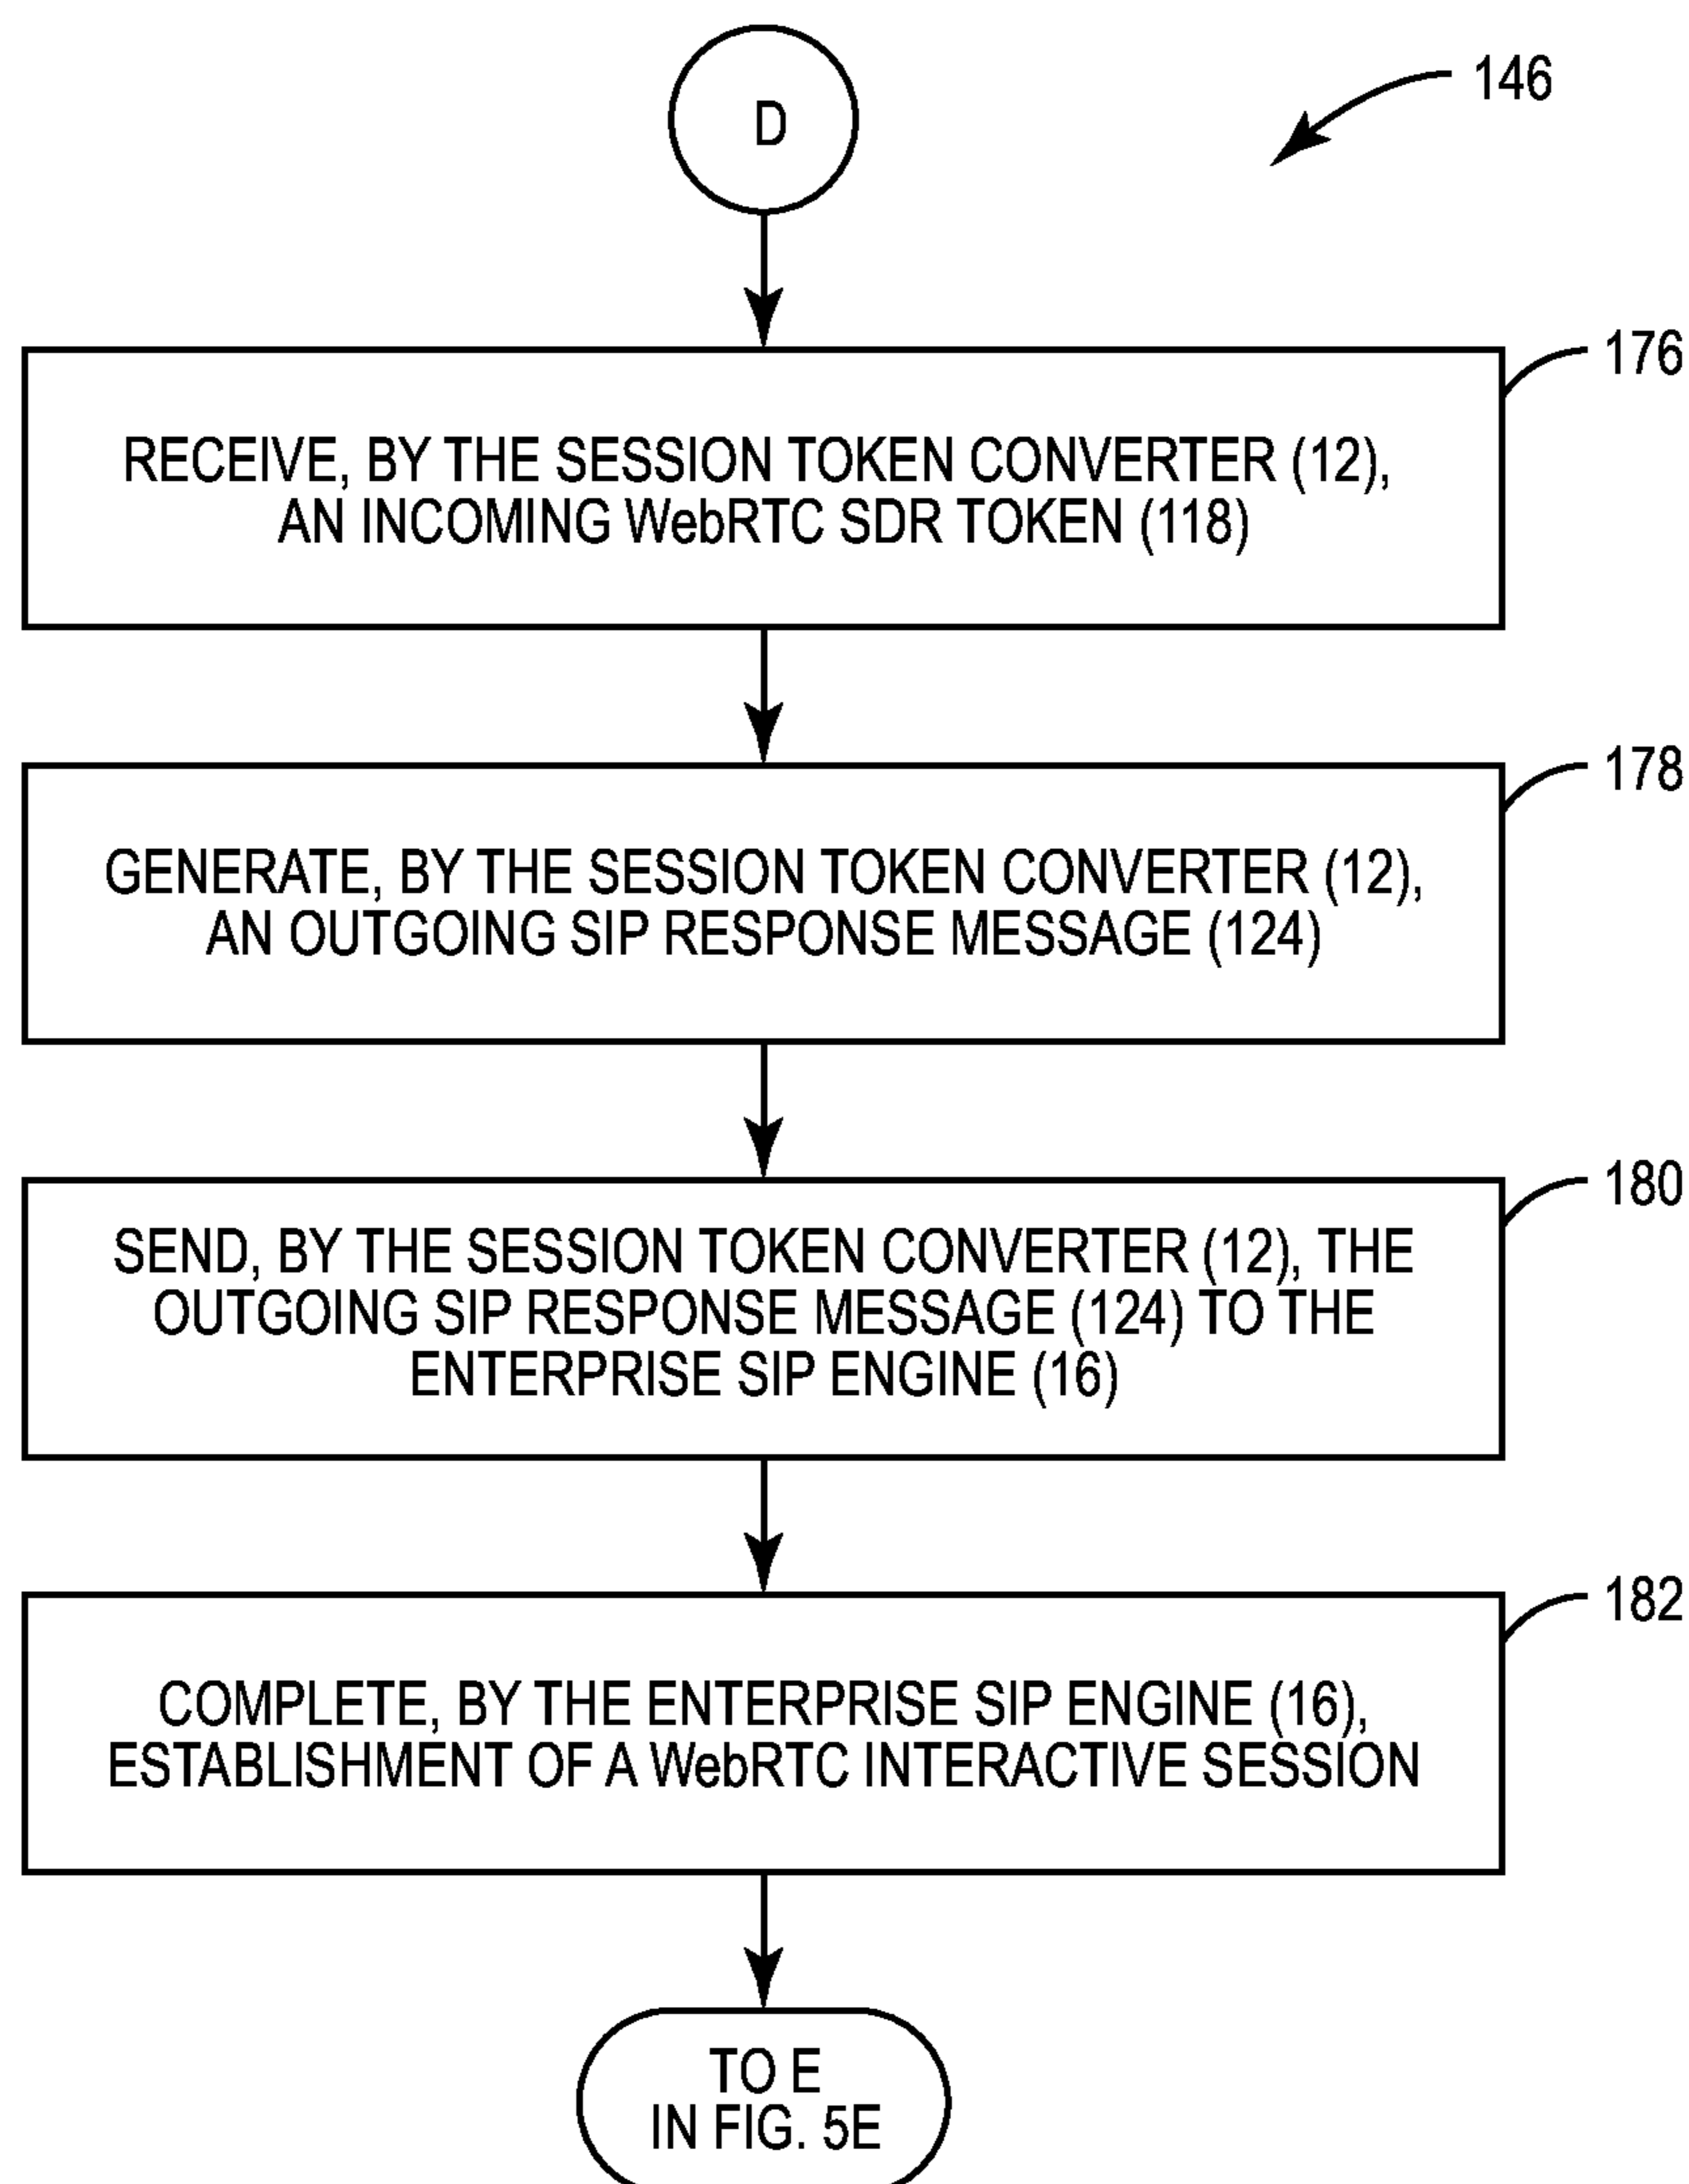 D
146
176
RECEIVE, BY THE SESSION TOKEN CONVERTER (12),
AN INCOMING WebRTC SDR TOKEN (118)
178
GENERATE, BY THE SESSION TOKEN CONVERTER (12),
AN OUTGOING SIP RESPONSE MESSAGE (124)
180
SEND, BY THE SESSION TOKEN CONVERTER (12), THE
OUTGOING SIP RESPONSE MESSAGE (124) TO THE
ENTERPRISE SIP ENGINE (16)
182
COMPLETE, BY THE ENTERPRISE SIP ENGINE (16),
ESTABLISHMENT OF A WebRTC INTERACTIVE SESSION
TO E
IN FIG. 5E